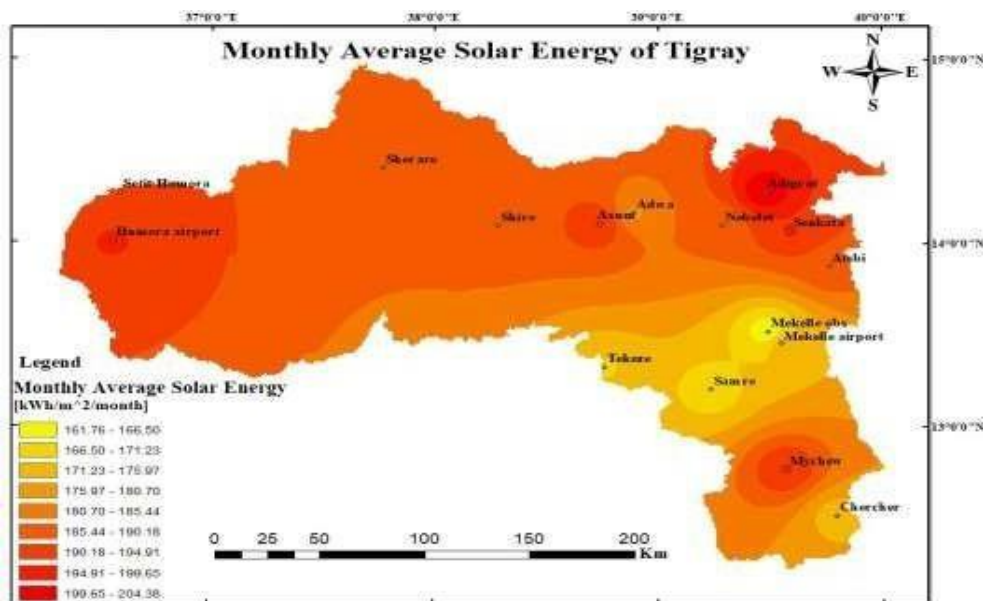 37°0'0"E 38°0'0"E 39°0'0"E 40°0'0"E
Monthly Average Solar Energy of Tigray
N
W E
S
15°0'0"N
Sheraro
Adigrat
Setit Humora
Adwa
Shire
Axum
Nebelet
Senkata
Humora airport
14°0'0"N
Atsbi
Mekelle obs
Mekelle airport
Legend
Tekeze
Monthly Average Solar Energy
Samre
[kWh/m^2/month]
161.76 - 166.50
13°0'0"N
166.50 - 171.23
171.23 - 175.97
Mychew
175.97 - 180.70
180.70 - 185.44
Chercher
185.44 - 190.18
190.18 - 194.91
0 25 50 100 150 200
Km
194.91 - 199.65
199.65 - 204.38